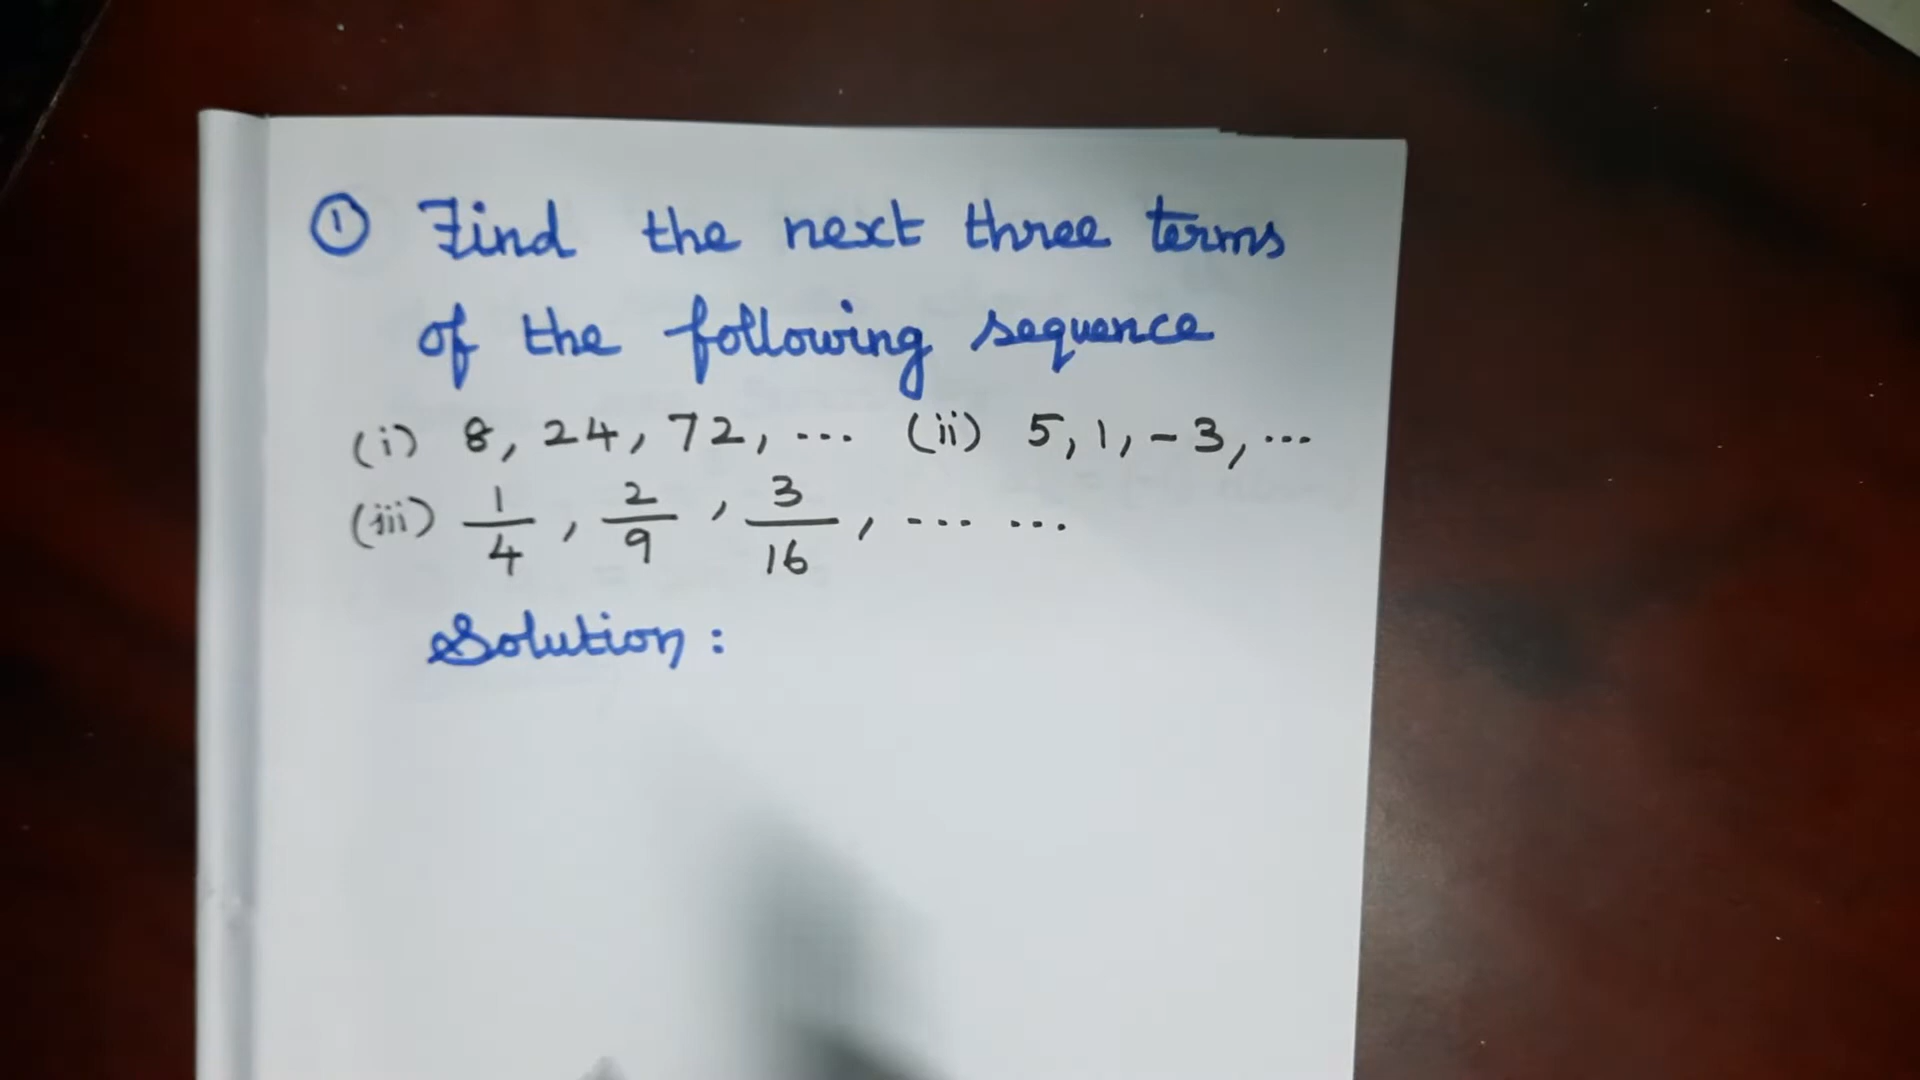 ① Find the next three terms
of the following sequence
(i) 8, 24, 72, ... (ii) 5, 1, -3, ...
(iii) 1/4, 2/9, 3/16, ... ...
Solution :